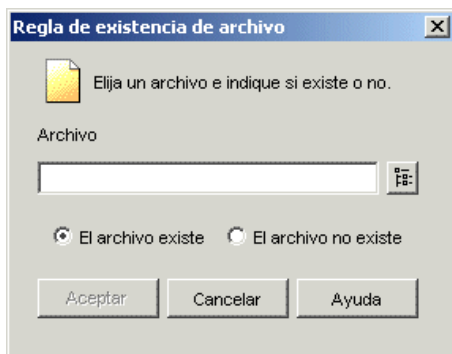 Regla de existencia de archivo
Elija un archivo e indique si existe o no.
Archivo
El archivo existe El archivo no existe
Aceptar Cancelar Ayuda